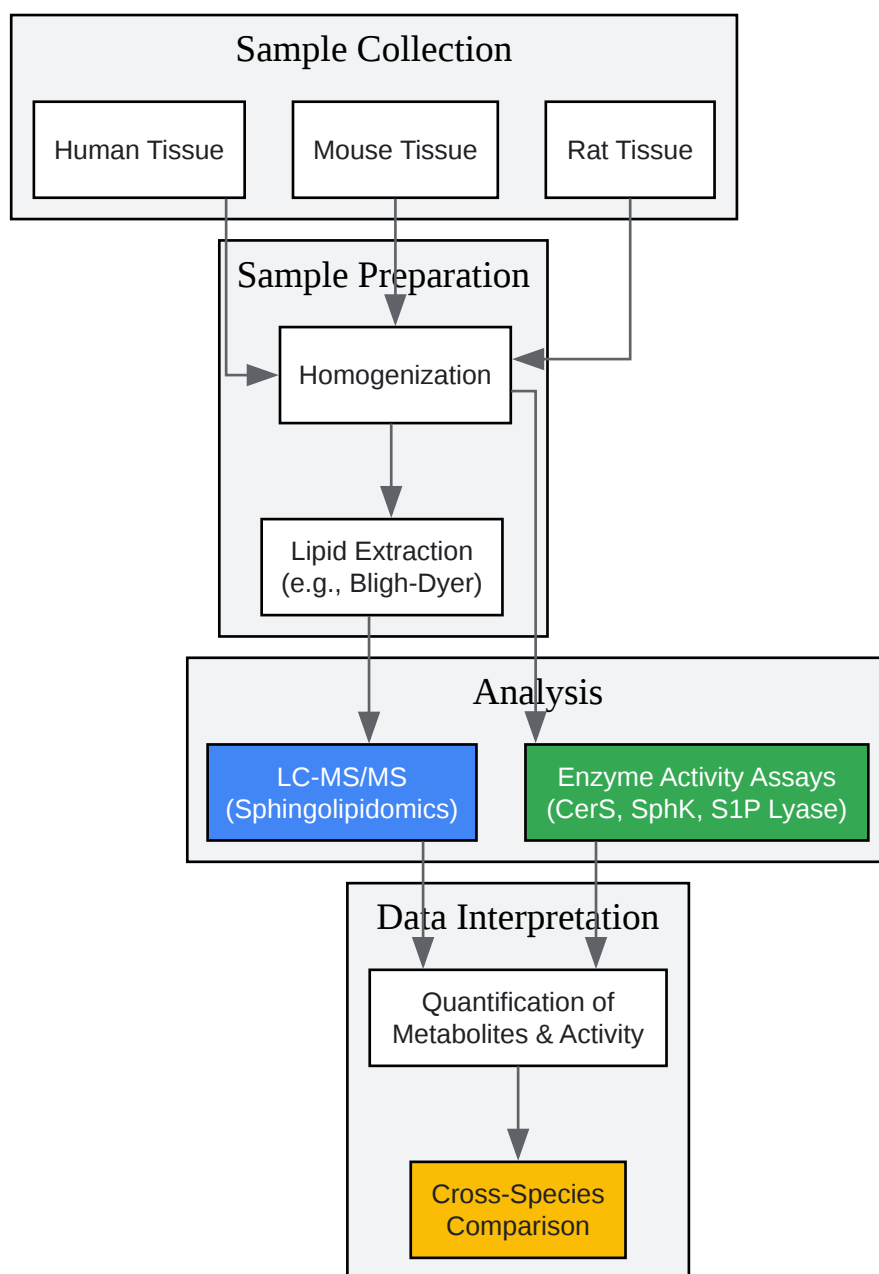 Sample Collection
Human Tissue
Mouse Tissue
Rat Tissue
Sample Preparation
Homogenization
Lipid Extraction
(e.g., Bligh-Dyer)
Analysis
LC-MS/MS
(Sphingolipidomics)
Enzyme Activity Assays
(CerS, SphK, S1P Lyase)
Data Interpretation
Quantification of
Metabolites & Activity
Cross-Species
Comparison